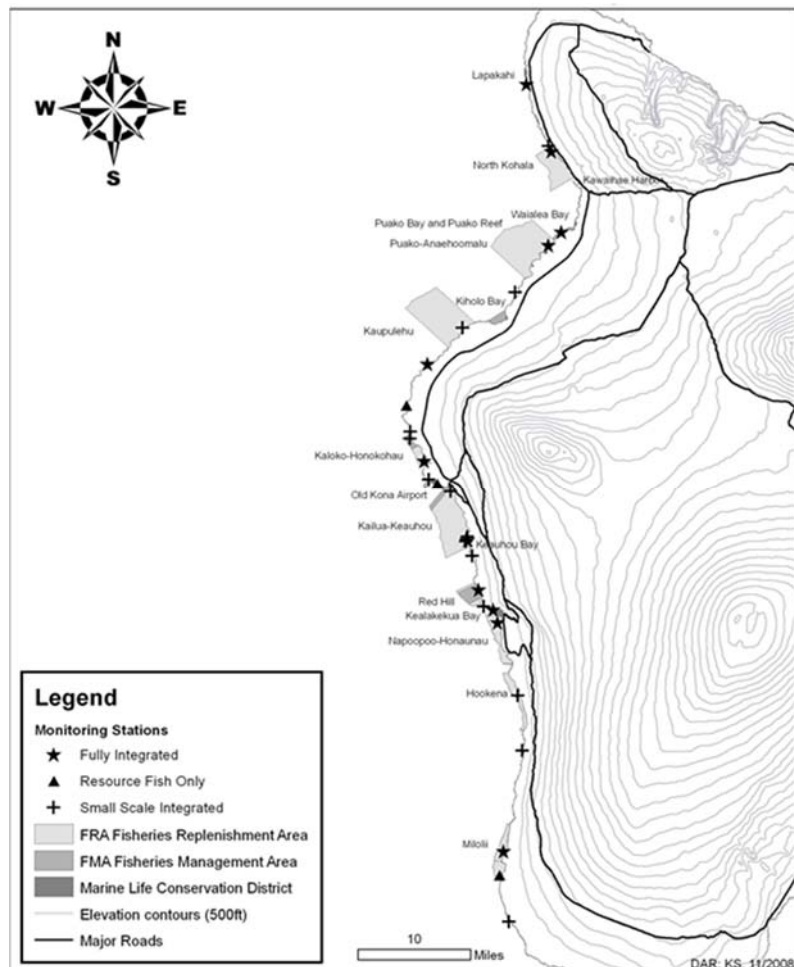 N
W
E
S
Lapakahi
North Kohala
Kawaihae Harbor
Waialea Bay
Puako Bay and Puako Reef
Puako-Anaehoomalu
Kiholo Bay
Kaupulehu
Kaloko-Honokohau
Old Kona Airport
Kailua-Keauhou
Keauhou Bay
Red Hill
Kealakekua Bay
Napoopoo-Honaunau
Hookena
Milolii
Legend
Monitoring Stations
Fully Integrated
Resource Fish Only
Small Scale Integrated
FRA Fisheries Replenishment Area
FMA Fisheries Management Area
Marine Life Conservation District
Elevation contours (500ft)
Major Roads
10
Miles
DAR: KS 11/2008